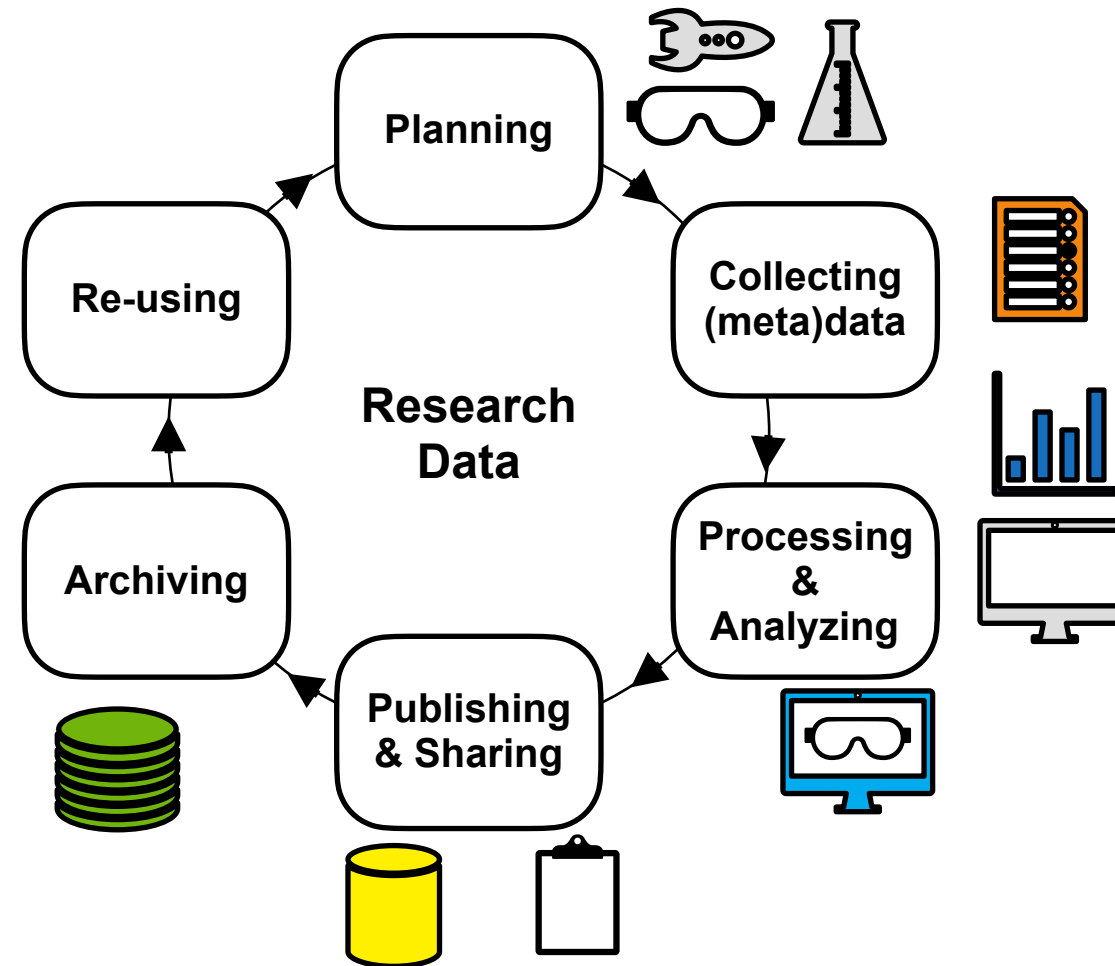 Planning
Collecting
(meta)data
Processing
&
Analyzing
Publishing
& Sharing
Archiving
Re-using
Research
Data